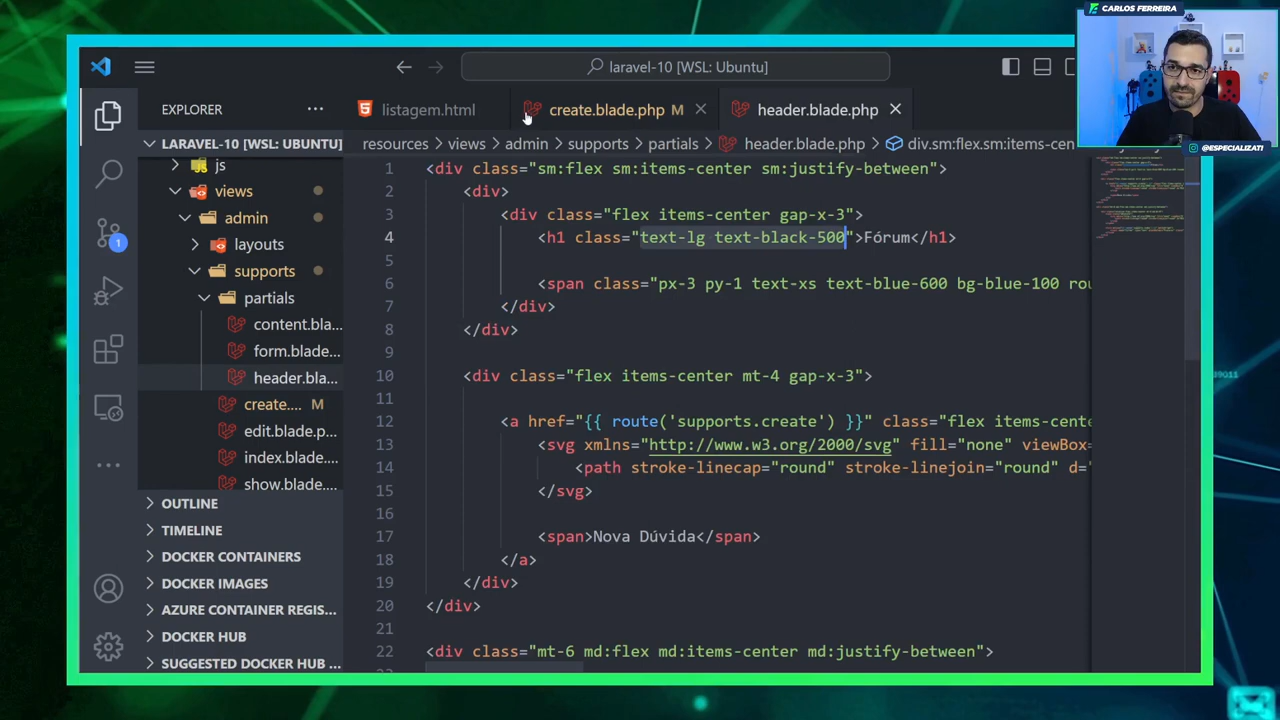 CARLOS FERREIRA
@ESPECIALIZATI
laravel-10 [WSL: Ubuntu]
EXPLORER
listagem.html
create.blade.php M
header.blade.php
LARAVEL-10 [WSL: UBUNTU]
resources > views > admin > supports > partials > header.blade.php > div.sm:flex.sm:items-cen
js
views
admin
layouts
supports
partials
content.bla...
form.blade...
header.bla...
create.... M
edit.blade.p...
index.blade....
show.blade....
OUTLINE
TIMELINE
DOCKER CONTAINERS
DOCKER IMAGES
AZURE CONTAINER REGIS...
DOCKER HUB
SUGGESTED DOCKER HUB ...
1
1 <div class="sm:flex sm:items-center sm:justify-between">
2 <div>
3 <div class="flex items-center gap-x-3">
4 <h1 class="text-lg text-black-500">Fórum</h1>
5
6 <span class="px-3 py-1 text-xs text-blue-600 bg-blue-100 rou
7 </div>
8 </div>
9
10 <div class="flex items-center mt-4 gap-x-3">
11
12 <a href="{{ route('supports.create') }}" class="flex items-cente
13 <svg xmlns="http://www.w3.org/2000/svg" fill="none" viewBox=
14 <path stroke-linecap="round" stroke-linejoin="round" d="
15 </svg>
16
17 <span>Nova Dúvida</span>
18 </a>
19 </div>
20 </div>
21
22 <div class="mt-6 md:flex md:items-center md:justify-between">